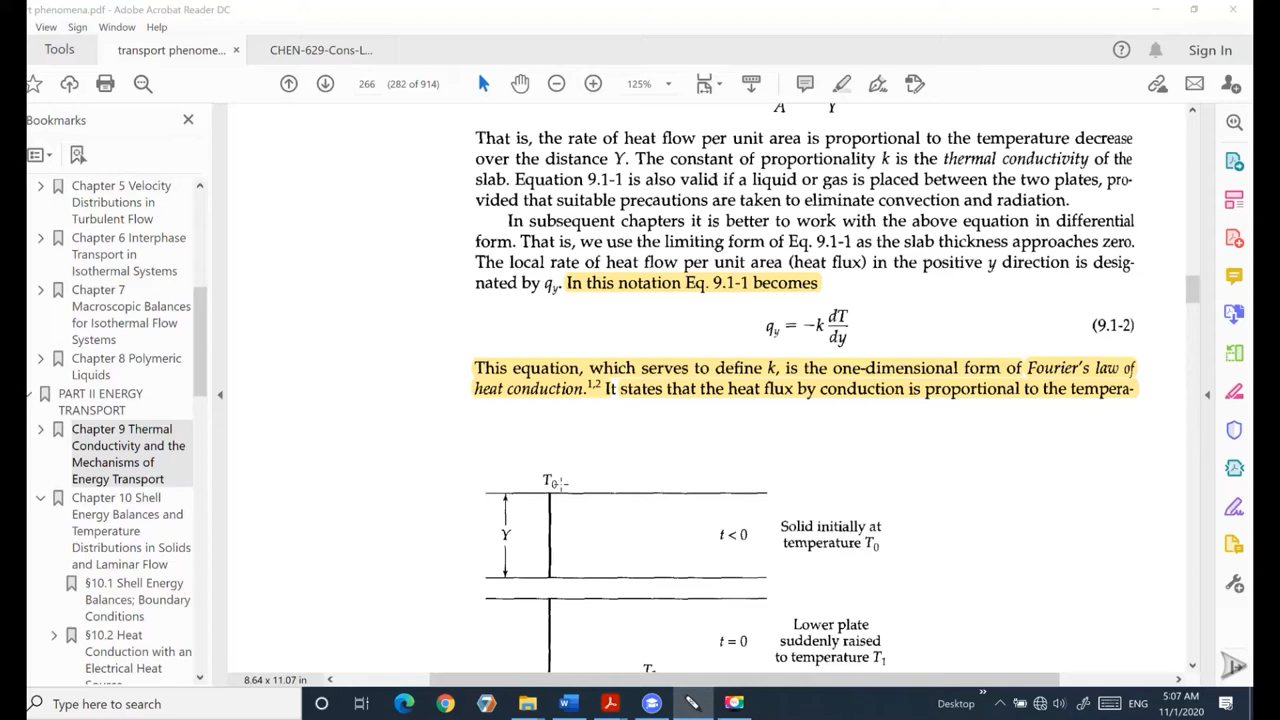 rt phenomena.pdf - Adobe Acrobat Reader DC
View Sign Window Help
Tools
transport phenome... ×
CHEN-629-Cons-L...
Sign In
266 (282 of 914)
125%
Bookmarks
Chapter 5 Velocity
Distributions in
Turbulent Flow
Chapter 6 Interphase
Transport in
Isothermal Systems
Chapter 7
Macroscopic Balances
for Isothermal Flow
Systems
Chapter 8 Polymeric
Liquids
PART II ENERGY
TRANSPORT
Chapter 9 Thermal
Conductivity and the
Mechanisms of
Energy Transport
Chapter 10 Shell
Energy Balances and
Temperature
Distributions in Solids
and Laminar Flow
§10.1 Shell Energy
Balances; Boundary
Conditions
§10.2 Heat
Conduction with an
Electrical Heat
A Y
That is, the rate of heat flow per unit area is proportional to the temperature decrease
over the distance Y. The constant of proportionality k is the thermal conductivity of the
slab. Equation 9.1-1 is also valid if a liquid or gas is placed between the two plates, pro-
vided that suitable precautions are taken to eliminate convection and radiation.
In subsequent chapters it is better to work with the above equation in differential
form. That is, we use the limiting form of Eq. 9.1-1 as the slab thickness approaches zero.
The local rate of heat flow per unit area (heat flux) in the positive y direction is desig-
nated by qy. In this notation Eq. 9.1-1 becomes
qy = −k dT/dy (9.1-2)
This equation, which serves to define k, is the one-dimensional form of Fourier's law of
heat conduction.1,2 It states that the heat flux by conduction is proportional to the tempera-
T0
Y
t < 0
Solid initially at
temperature T0
t = 0
Lower plate
suddenly raised
to temperature T1
8.64 x 11.07 in
Type here to search
Desktop
ENG
5:07 AM
11/1/2020